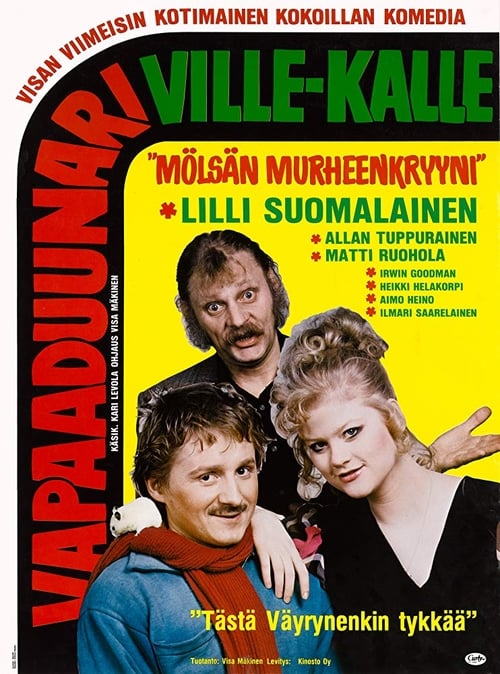 VISAN VIIMEISIN KOTIMAINEN KOKOILLAN KOMEDIA
VAPAADUUNARI
VILLE-KALLE
"MÖLSÄN MURHEENKRYYNI"
* LILLI SUOMALAINEN
* ALLAN TUPPURAINEN
* MATTI RUOHOLA
* IRWIN GOODMAN
* HEIKKI HELAKORPI
* AIMO HEINO
* ILMARI SAARELAINEN
KÄSIK. KARI LEVOLA OHJAUS VISA MÄKINEN
"Tästä Väyrynenkin tykkää"
Tuotanto: Visa Mäkinen Levitys: Kinosto Oy